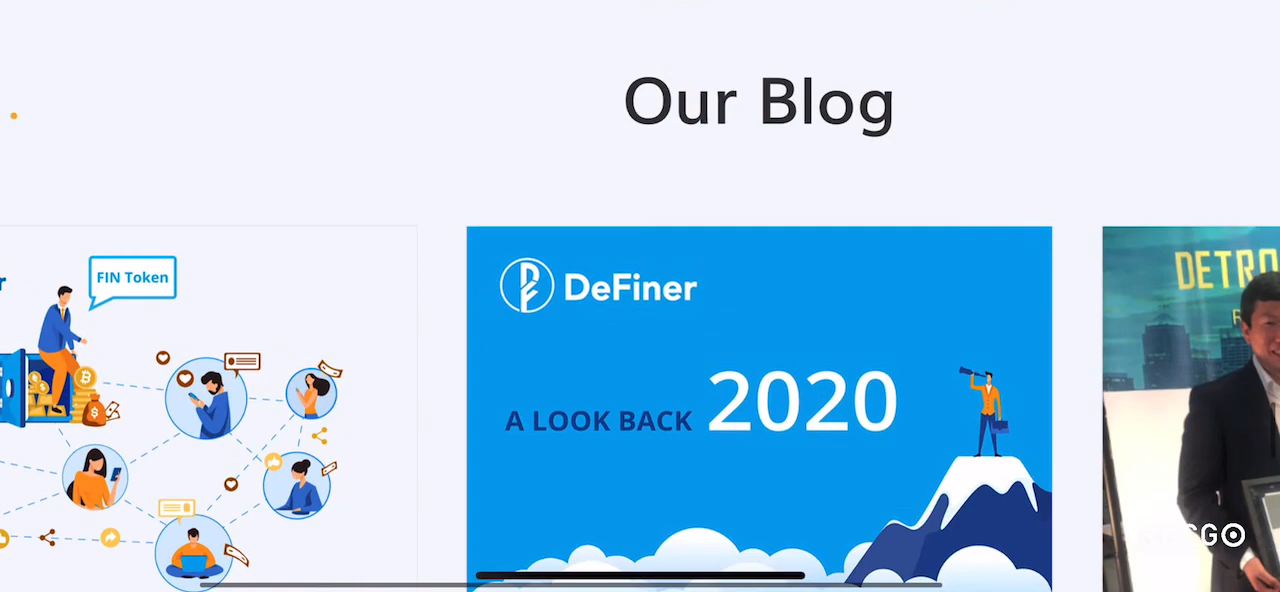 Our Blog
FIN Token
DeFiner
A LOOK BACK 2020
DETRO